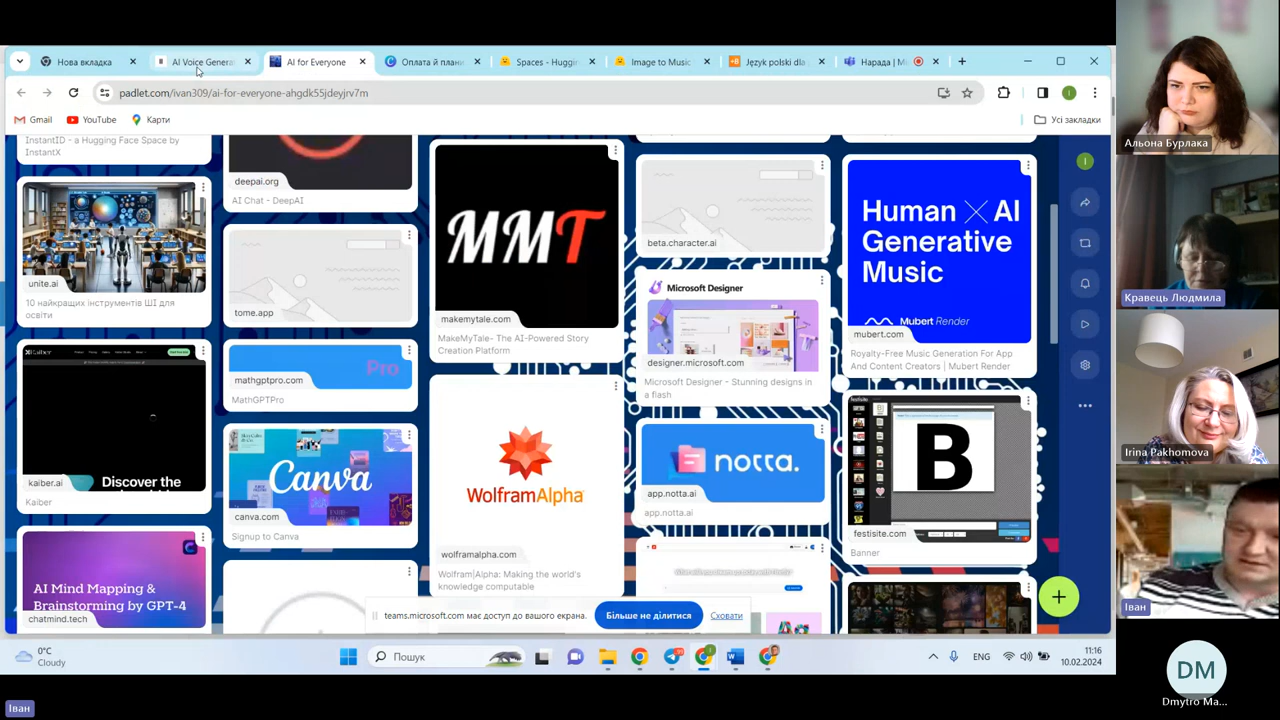 Нова вкладка
AI Voice Genera
AI for Everyone
Оплата й плани
Spaces - Huggin
Image to Music
Język polski dla
Нарада | M
padlet.com/ivan309/ai-for-everyone-ahgdk55jdeyjrv7m
Gmail
YouTube
Карти
Усі закладки
InstantID - a Hugging Face Space by
InstantX
unite.ai
10 найкращих інструментів ШІ для
освіти
Kaiber
Discover the
kaiber.ai
Kaiber
AI Mind Mapping &
Brainstorming by GPT-4
chatmind.tech
deepai.org
AI Chat - DeepAI
tome.app
Pro
mathgptpro.com
MathGPTPro
Canva
canva.com
Signup to Canva
MMT
makemytale.com
MakeMyTale- The AI-Powered Story
Creation Platform
WolframAlpha
wolframalpha.com
Wolfram|Alpha: Making the world's
knowledge computable
beta.character.ai
Microsoft Designer
designer.microsoft.com
Microsoft Designer - Stunning designs in
a flash
notta.
app.notta.ai
app.notta.ai
Human X AI
Generative
Music
Mubert Render
mubert.com
Royalty-Free Music Generation For App
And Content Creators | Mubert Render
festisite
B
festisite.com
Banner
I
teams.microsoft.com має доступ до вашого екрана.
Більше не ділитися
Сховати
0°C
Cloudy
Пошук
ENG
11:16
10.02.2024
Альона Бурлака
Кравець Людмила
Irina Pakhomova
Іван
DM
Dmytro Ma...
Іван